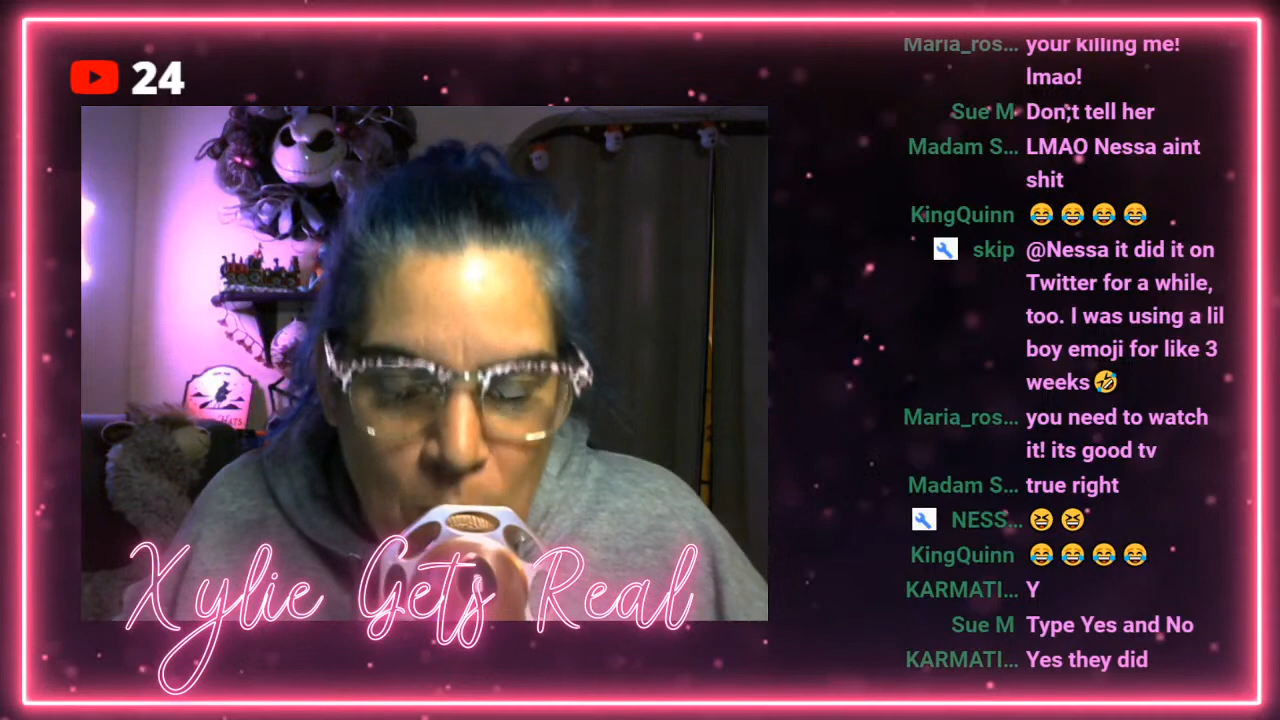 24
Maria_ros... your killing me!
lmao!
Sue M Don,t tell her
Madam S... LMAO Nessa aint
shit
KingQuinn 😂 😂 😂 😂
skip @Nessa it did it on
Twitter for a while,
too. I was using a lil
boy emoji for like 3
weeks🤣
Maria_ros... you need to watch
it! its good tv
Madam S... true right
NESS... 😆 😆
KingQuinn 😂 😂 😂 😂
KARMATI... Y
Sue M Type Yes and No
KARMATI... Yes they did
Xylie Gets Real